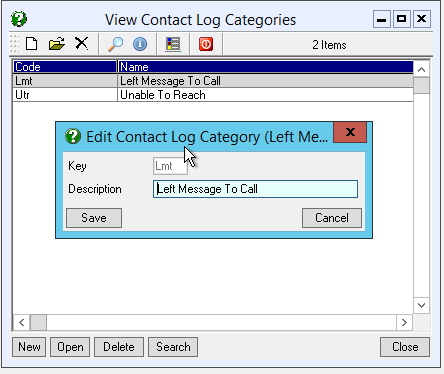 View Contact Log Categories
2 Items
Code Name
Lmt Left Message To Call
Utr Unable To Reach
Edit Contact Log Category (Left Me...
Key Lmt
Description Left Message To Call
Save Cancel
New Open Delete Search Close